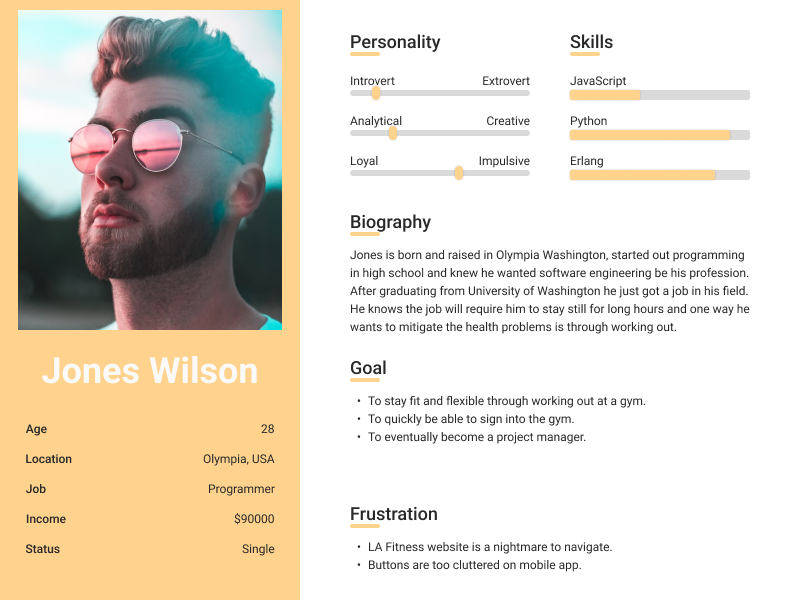 Jones Wilson
Age 28
Location Olympia, USA
Job Programmer
Income $90000
Status Single
Personality
Introvert Extrovert
Analytical Creative
Loyal Impulsive
Skills
JavaScript
Python
Erlang
Biography
Jones is born and raised in Olympia Washington, started out programming
in high school and knew he wanted software engineering be his profession.
After graduating from University of Washington he just got a job in his field.
He knows the job will require him to stay still for long hours and one way he
wants to mitigate the health problems is through working out.
Goal
• To stay fit and flexible through working out at a gym.
• To quickly be able to sign into the gym.
• To eventually become a project manager.
Frustration
• LA Fitness website is a nightmare to navigate.
• Buttons are too cluttered on mobile app.